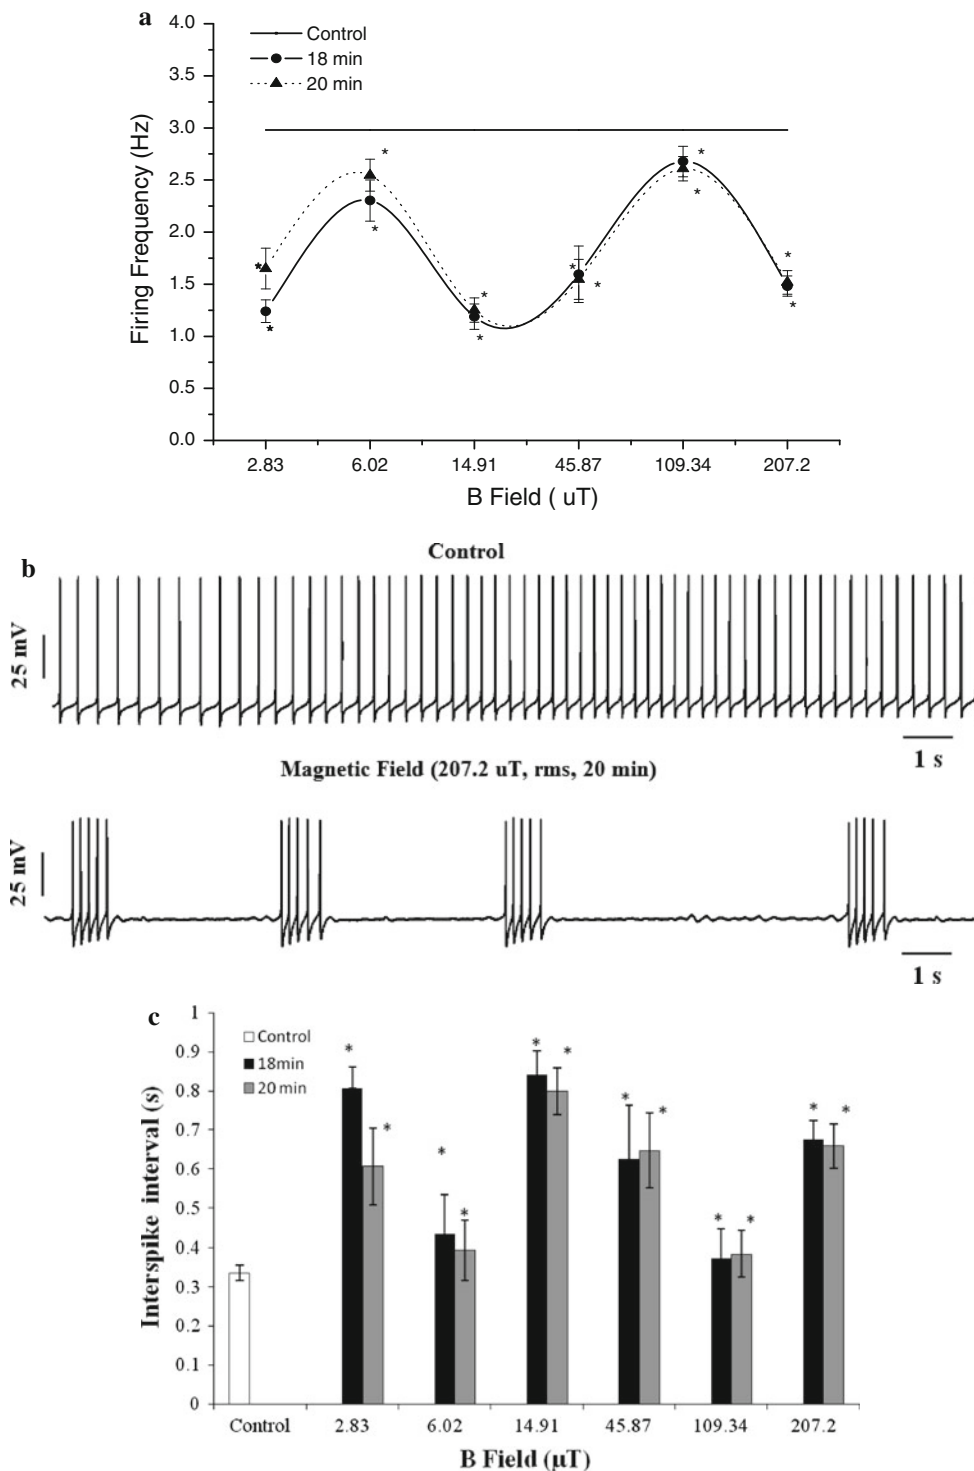 a
4.0
3.5
3.0
2.5
2.0
1.5
1.0
0.5
0.0
Firing Frequency (Hz)
Control
18 min
20 min
* * * * * * * * * * * *
2.83 6.02 14.91 45.87 109.34 207.2
B Field ( uT)
b
Control
25 mV
1 s
Magnetic Field (207.2 uT, rms, 20 min)
25 mV
1 s
c
1
0.9
0.8
0.7
0.6
0.5
0.4
0.3
0.2
0.1
0
Interspike interval (s)
Control
18min
20 min
* * * * * * * * * * * *
Control 2.83 6.02 14.91 45.87 109.34 207.2
B Field (µT)